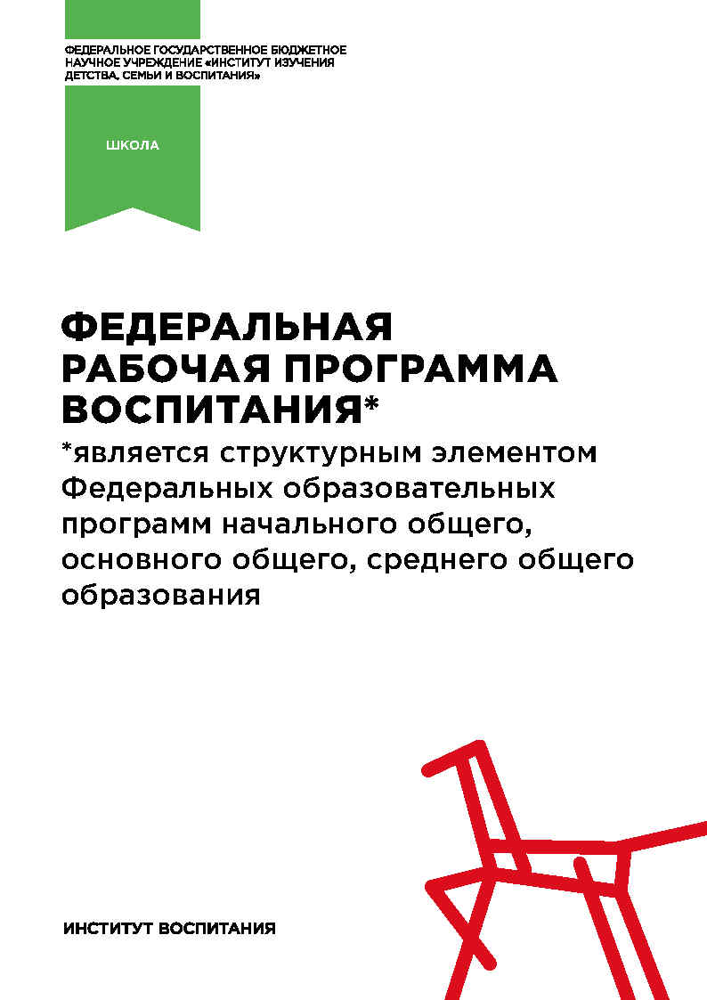 ФЕДЕРАЛЬНОЕ ГОСУДАРСТВЕННОЕ БЮДЖЕТНОЕ
НАУЧНОЕ УЧРЕЖДЕНИЕ «ИНСТИТУТ ИЗУЧЕНИЯ
ДЕТСТВА, СЕМЬИ И ВОСПИТАНИЯ»
ШКОЛА
ФЕДЕРАЛЬНАЯ
РАБОЧАЯ ПРОГРАММА
ВОСПИТАНИЯ*
*является структурным элементом
Федеральных образовательных
программ начального общего,
основного общего, среднего общего
образования
ИНСТИТУТ ВОСПИТАНИЯ